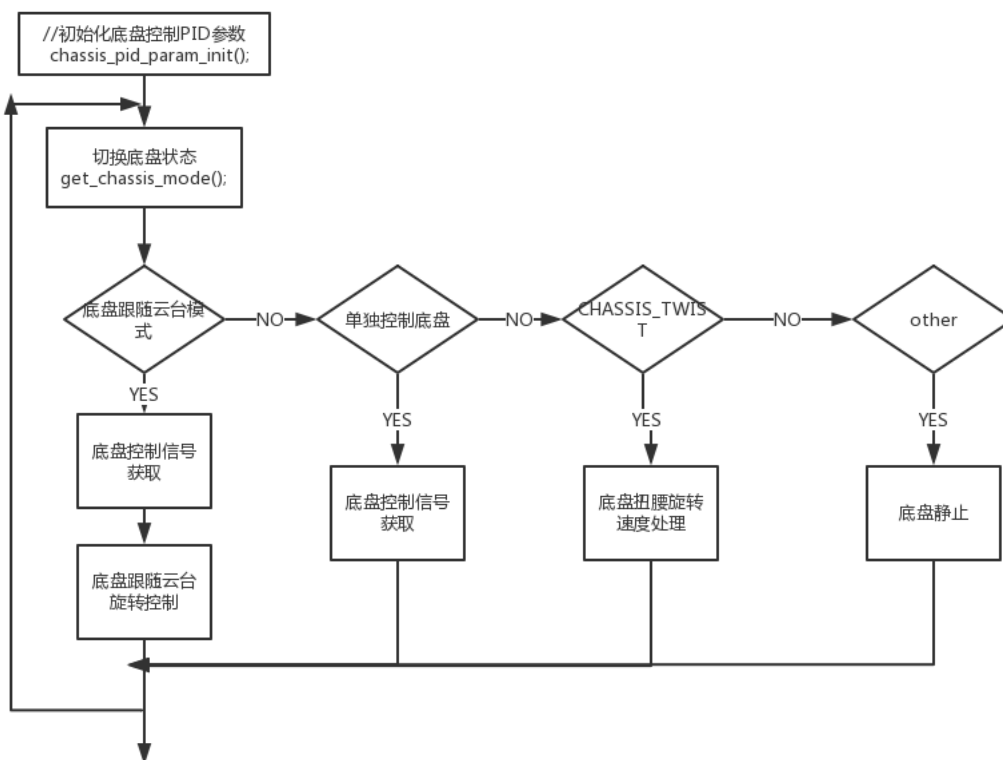 //初始化底盘控制PID参数
chassis_pid_param_init();
切换底盘状态
get_chassis_mode();
底盘跟随云台模
式
NO
单独控制底盘
NO
CHASSIS_TWIS
T
NO
other
YES
YES
YES
YES
底盘控制信号
获取
底盘控制信号
获取
底盘扭腰旋转
速度处理
底盘静止
底盘跟随云台
旋转控制